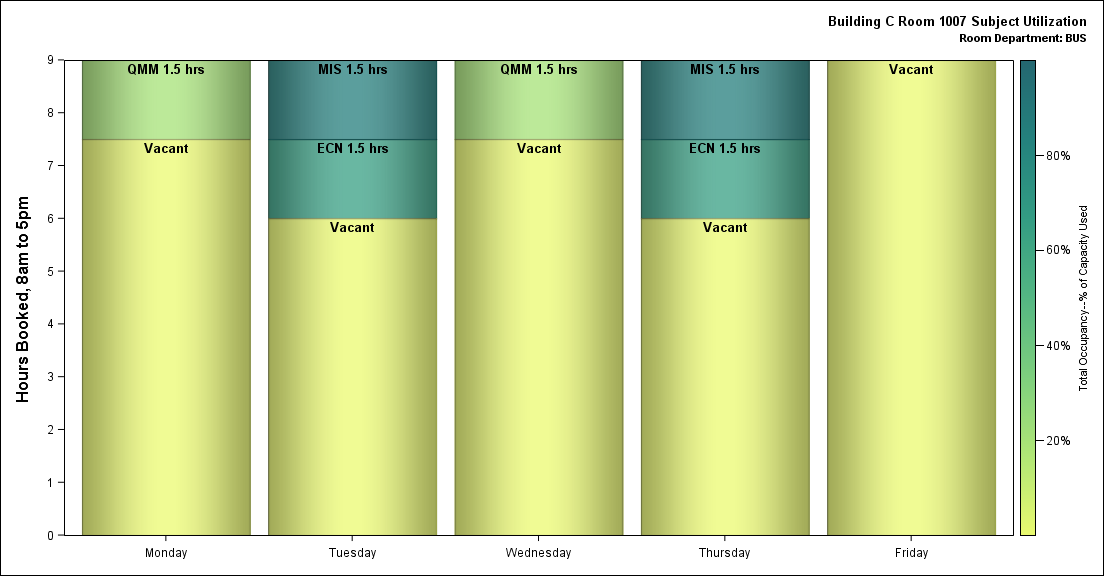 Building C Room 1007 Subject Utilization
Room Department: BUS
Hours Booked, 8am to 5pm
9
8
7
6
5
4
3
2
1
0
QMM 1.5 hrs
Vacant
MIS 1.5 hrs
ECN 1.5 hrs
Vacant
QMM 1.5 hrs
Vacant
MIS 1.5 hrs
ECN 1.5 hrs
Vacant
Vacant
Monday
Tuesday
Wednesday
Thursday
Friday
80%
60%
40%
20%
Total Occupancy--% of Capacity Used